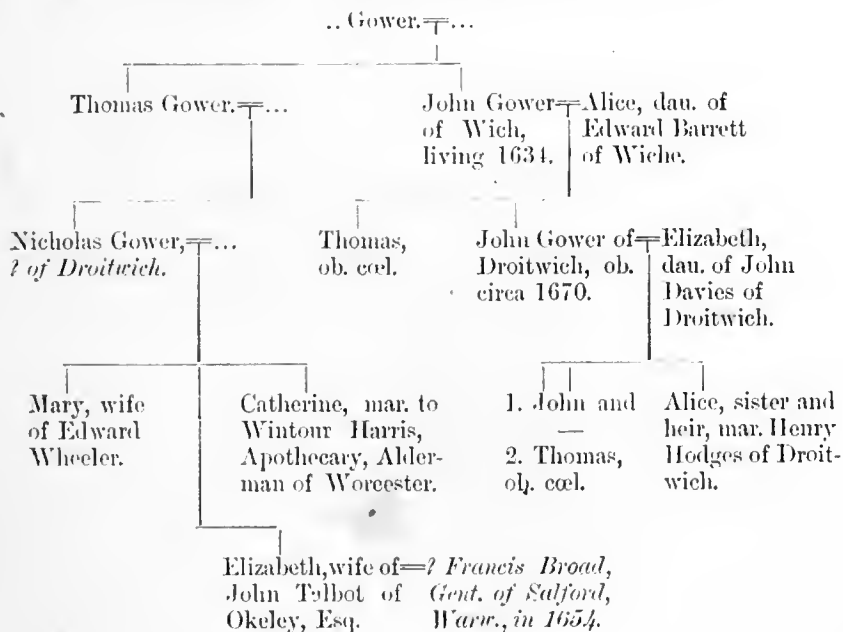 .. Gower.=...
Thomas Gower.=...
John Gower=Alice, dau. of
of Wich, Edward Barrett
living 1634. of Wiche.
Nicholas Gower,=...
? of Droitwich.
Thomas,
ob. cœl.
John Gower of=Elizabeth,
Droitwich, ob. dau. of John
circa 1670. Davies of
Droitwich.
Mary, wife
of Edward
Wheeler.
Catherine, mar. to
Wintour Harris,
Apothecary, Alder-
man of Worcester.
1. John and
—
2. Thomas,
ob. cœl.
Alice, sister and
heir, mar. Henry
Hodges of Droit-
wich.
Elizabeth, wife of=? Francis Broad,
John Talbot of Gent. of Salford,
Okeley, Esq. Warw., in 1654.